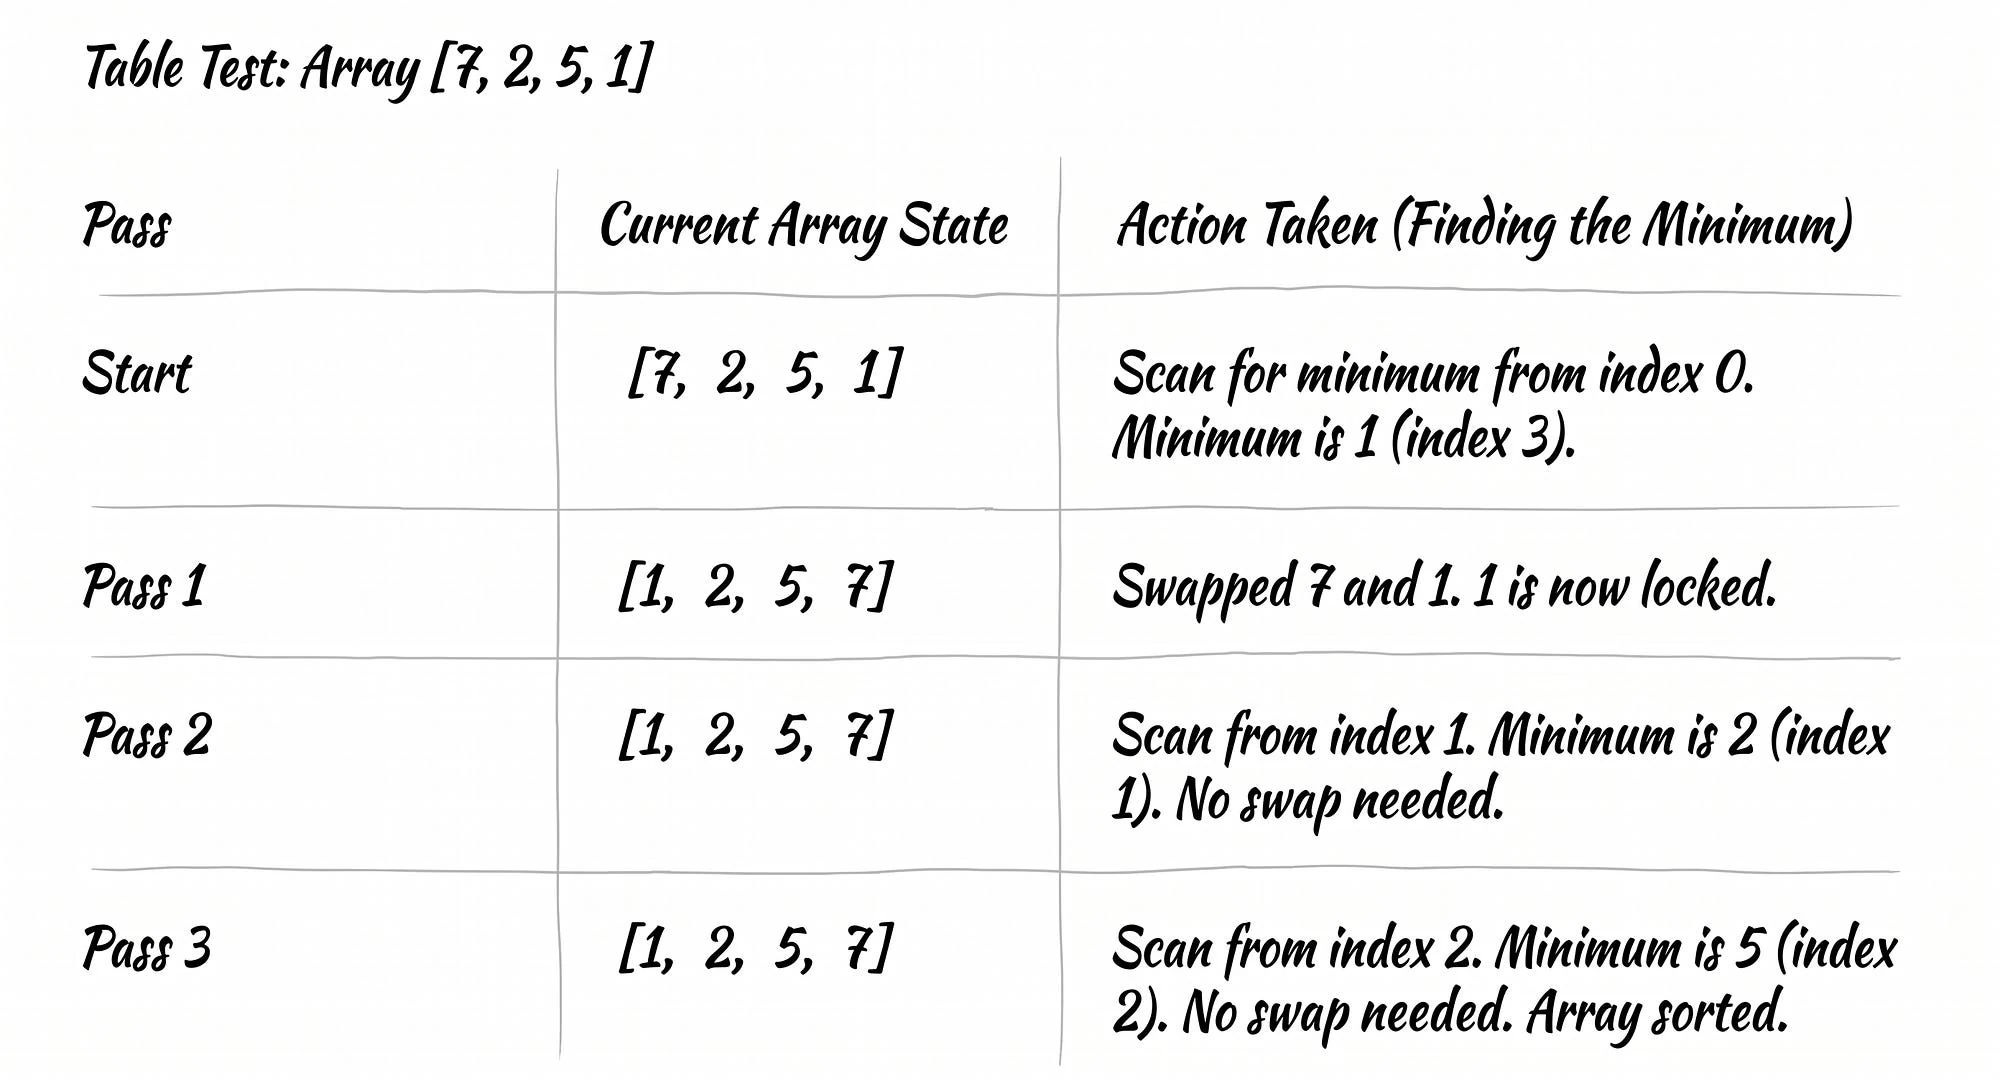 Table Test: Array [7, 2, 5, 1]
Pass
Current Array State
Action Taken (Finding the Minimum)
Start
[7, 2, 5, 1]
Scan for minimum from index 0.
Minimum is 1 (index 3).
Pass 1
[1, 2, 5, 7]
Swapped 7 and 1. 1 is now locked.
Pass 2
[1, 2, 5, 7]
Scan from index 1. Minimum is 2 (index
1). No swap needed.
Pass 3
[1, 2, 5, 7]
Scan from index 2. Minimum is 5 (index
2). No swap needed. Array sorted.